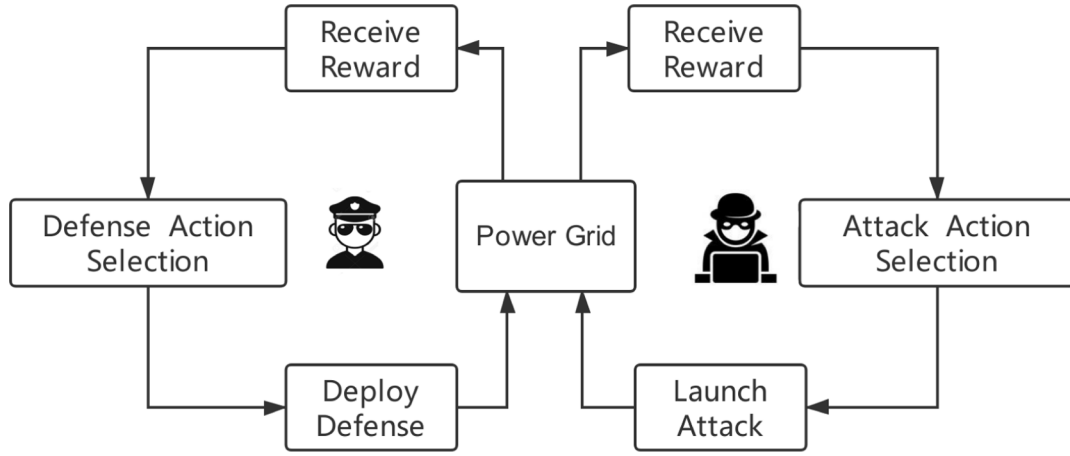 Receive
Reward
Receive
Reward
Defense Action
Selection
Power Grid
Attack Action
Selection
Deploy
Defense
Launch
Attack